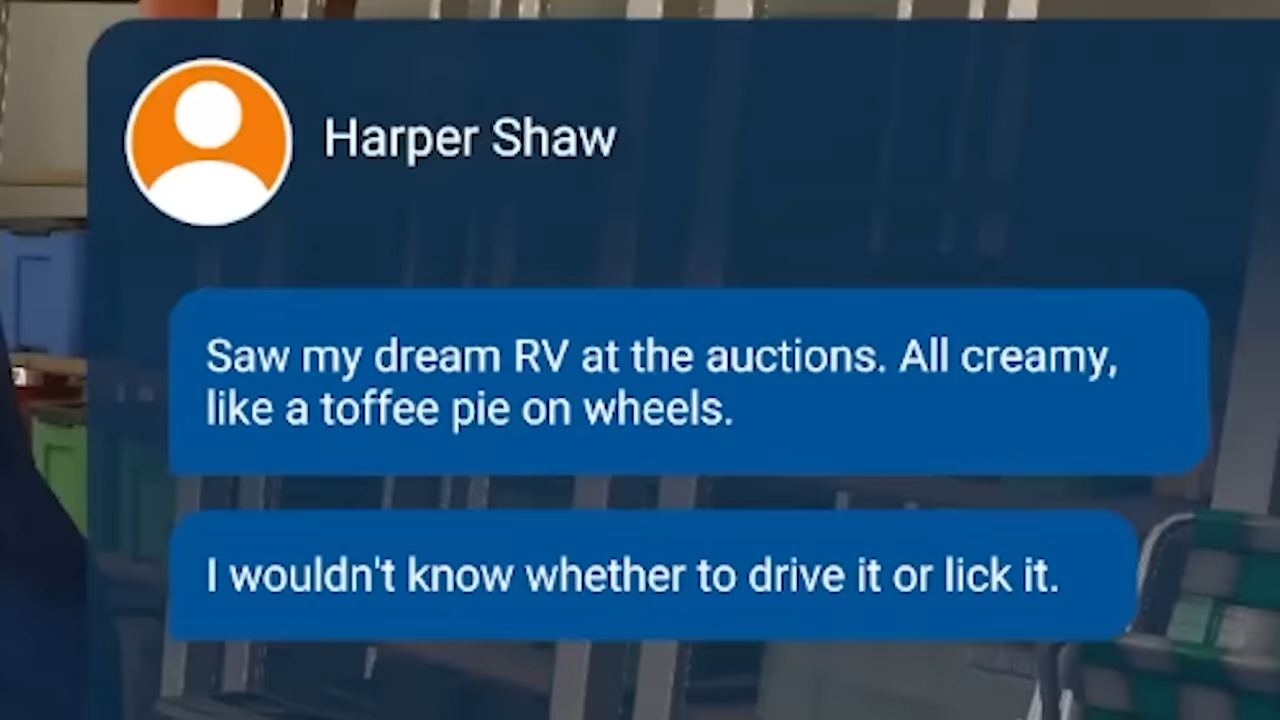 Harper Shaw
Saw my dream RV at the auctions. All creamy,
like a toffee pie on wheels.
I wouldn't know whether to drive it or lick it.